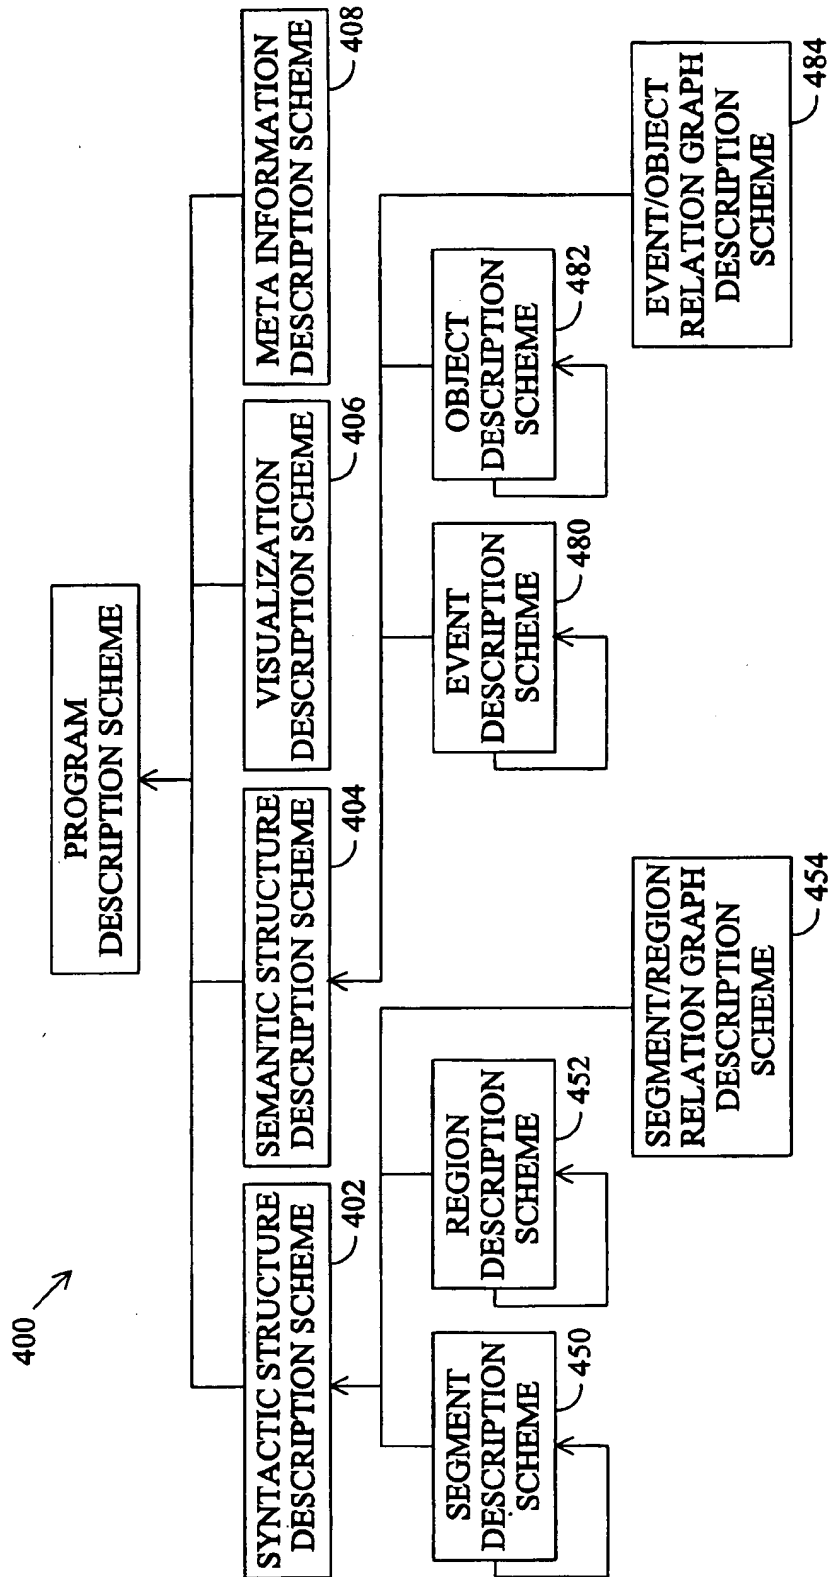 400
PROGRAM
DESCRIPTION SCHEME
SYNTACTIC STRUCTURE
DESCRIPTION SCHEME
402
SEMANTIC STRUCTURE
DESCRIPTION SCHEME
404
VISUALIZATION
DESCRIPTION SCHEME
406
META INFORMATION
DESCRIPTION SCHEME
408
SEGMENT
DESCRIPTION
SCHEME
450
REGION
DESCRIPTION
SCHEME
452
EVENT
DESCRIPTION
SCHEME
480
OBJECT
DESCRIPTION
SCHEME
482
SEGMENT/REGION
RELATION GRAPH
DESCRIPTION
SCHEME
454
EVENT/OBJECT
RELATION GRAPH
DESCRIPTION
SCHEME
484